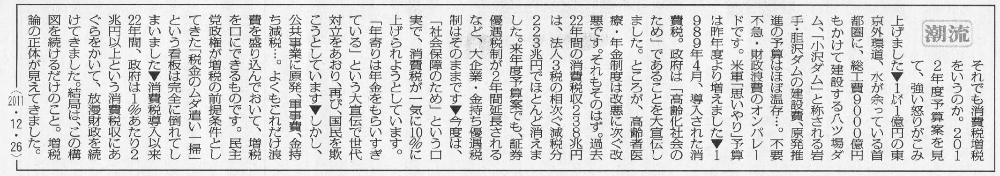 潮流
それでも消費税増税
をいうのか。201
2年度予算案を見
て、強い怒りがこみ
上げました▼1㍍1億円の東
京外環道、水が余っている首
都圏に、総工費9000億円
もかけて建設する八ツ場ダ
ム、「小沢ダム」と称される岩
手・胆沢ダムの建設費、原発推
進の予算はほぼ温存…。不要
不急・財政浪費のオンパレー
ドです。米軍「思いやり」予算
は昨年度より増えました▼1
989年4月、導入された消
費税。政府は「高齢化社会の
ため」であることを大宣伝し
ました。ところが、高齢者医
療・年金制度は改悪に次ぐ改
悪です。それもそのはず。過去
22年間の消費税収238兆円
は、法人3税の相次ぐ減税分
223兆円でほとんど消えま
した。来年度予算案でも、証券
優遇税制が2年間延長される
など、大企業・金持ち優遇税
制はそのままです▼今度は、
「社会保障のため」という口
実で、消費税が一気に10%に
上げられようとしています。
「年寄りは年金をもらいすぎ
ている」という大宣伝で世代
対立をあおり、再び、国民を欺
こうとしています▼しかし、
公共事業に原発、軍事費、金持
ち減税…。よくもこれだけ浪
費を盛り込んでおいて、増税
を口にできるものです。民主
党政権が増税の前提条件とし
てきた「税金のムダ遣い一掃」
という看板は完全に倒れてし
まいました▼消費税導入以来
22年間、政府は1%あたり2
兆円以上という消費税収にあ
ぐらをかいて、放漫財政を続
けてきました。結局は、この構
図を続けるだけのこと。増税
論の正体が見えてきました。
〈2011・12・26〉